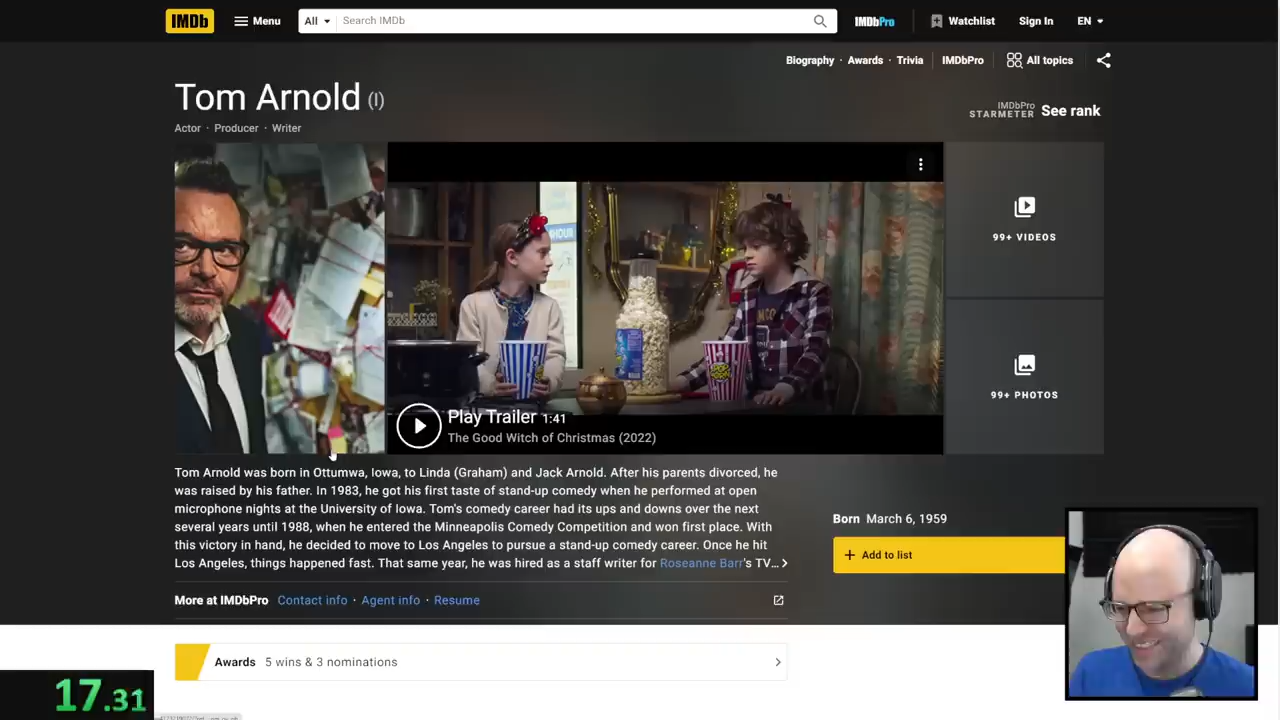 IMDb
Menu
All
Search IMDb
IMDbPro
Watchlist
Sign In
EN
Biography · Awards · Trivia
IMDbPro
All topics
Tom Arnold (I)
Actor · Producer · Writer
IMDbPro
STARMETER
See rank
99+ VIDEOS
99+ PHOTOS
HOUR
POP CORN
Play Trailer 1:41
The Good Witch of Christmas (2022)
Tom Arnold was born in Ottumwa, Iowa, to Linda (Graham) and Jack Arnold. After his parents divorced, he
was raised by his father. In 1983, he got his first taste of stand-up comedy when he performed at open
microphone nights at the University of Iowa. Tom's comedy career had its ups and downs over the next
several years until 1988, when he entered the Minneapolis Comedy Competition and won first place. With
this victory in hand, he decided to move to Los Angeles to pursue a stand-up comedy career. Once he hit
Los Angeles, things happened fast. That same year, he was hired as a staff writer for Roseanne Barr's TV...
Born March 6, 1959
+ Add to list
More at IMDbPro
Contact info · Agent info · Resume
Awards 5 wins & 3 nominations
17.31